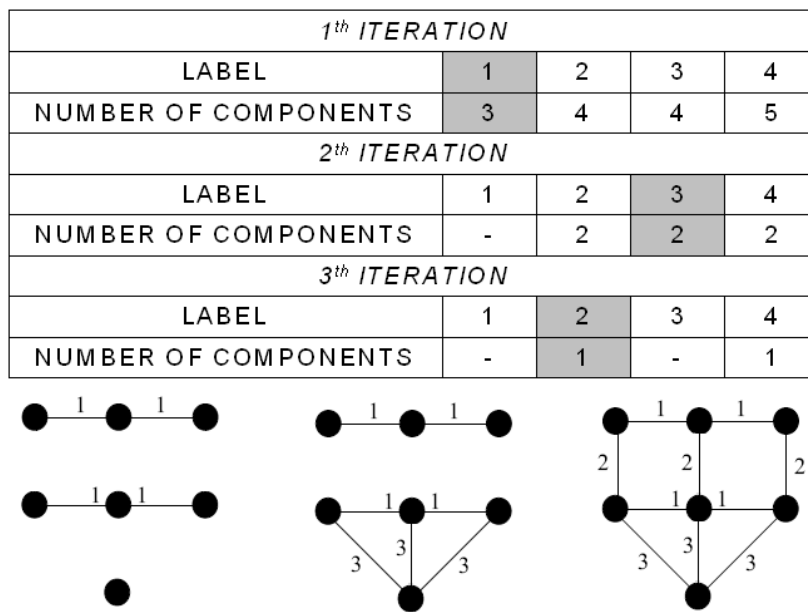 1th ITERATION
LABEL 1 2 3 4
NUMBER OF COMPONENTS 3 4 4 5
2th ITERATION
LABEL 1 2 3 4
NUMBER OF COMPONENTS - 2 2 2
3th ITERATION
LABEL 1 2 3 4
NUMBER OF COMPONENTS - 1 - 1
1 1 1 1 1 1
2 2 2
1 1 1 1 1 1
3 3 3 3 3 3